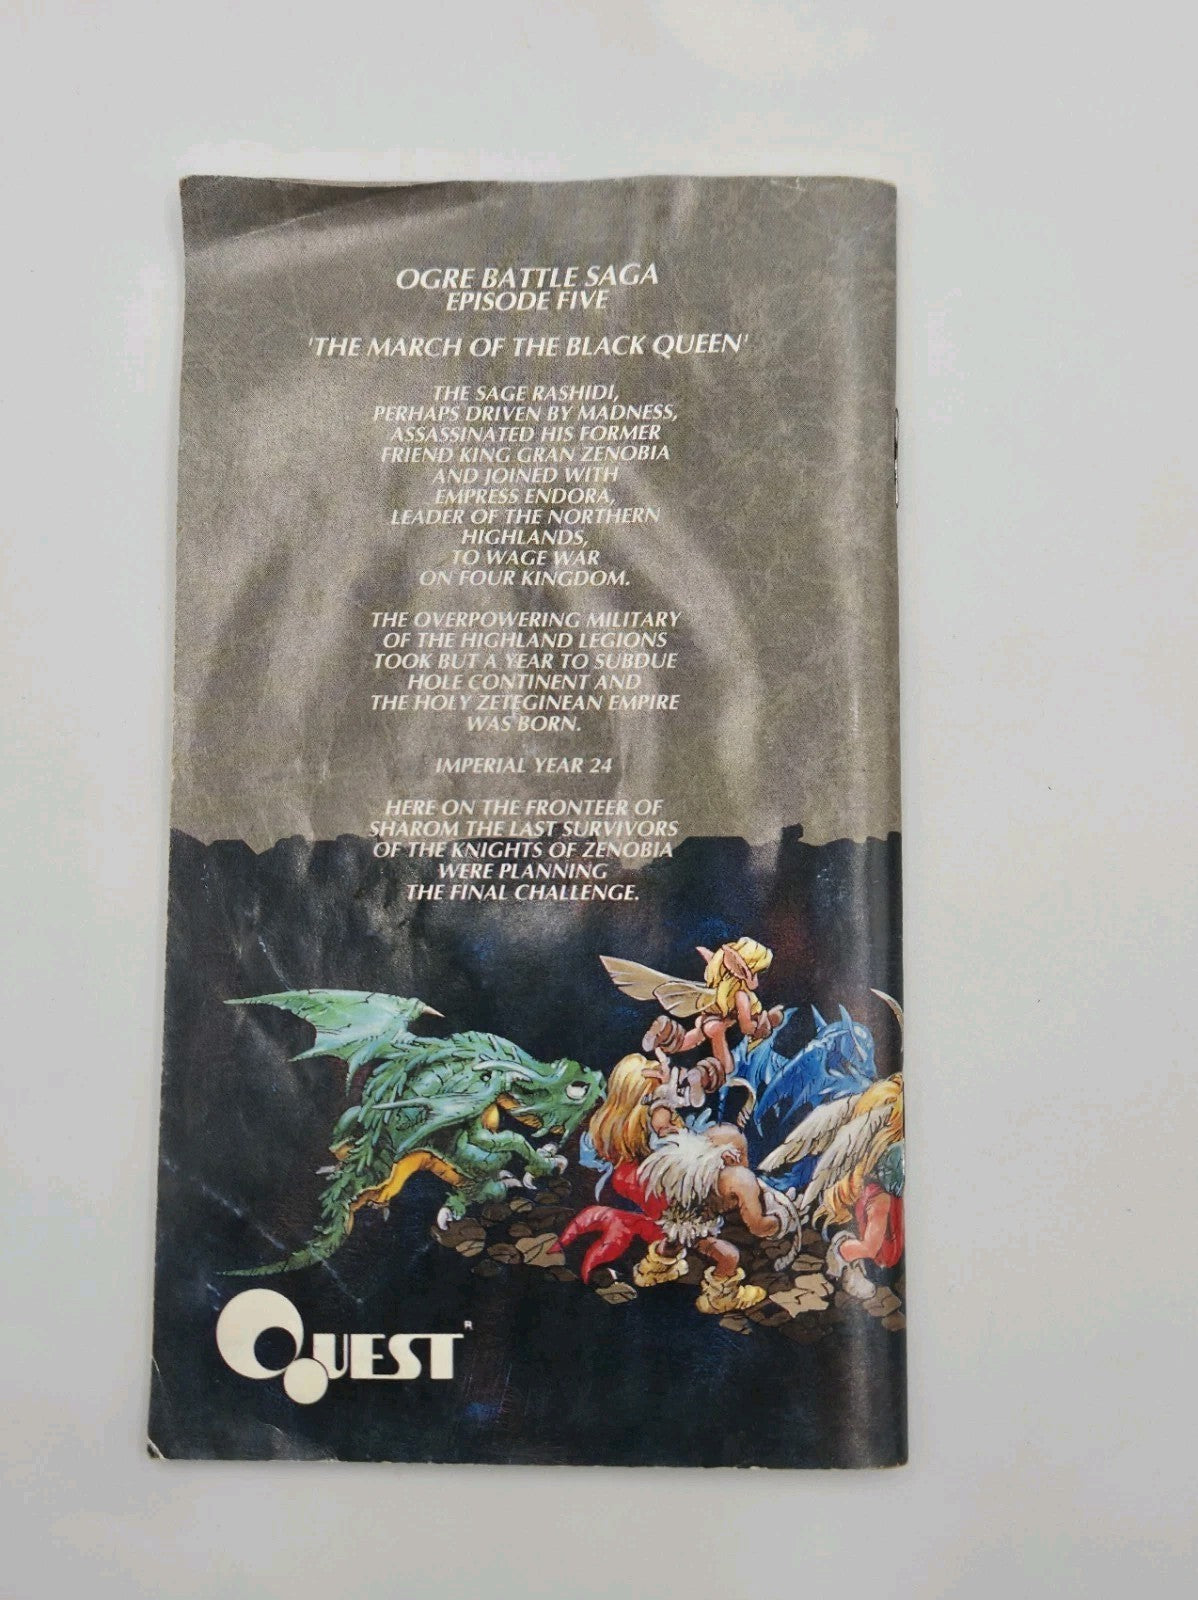 OGRE BATTLE SAGA
EPISODE FIVE
'THE MARCH OF THE BLACK QUEEN'
THE SAGE RASHIDI,
PERHAPS DRIVEN BY MADNESS,
ASSASSINATED HIS FORMER
FRIEND KING GRAN ZENOBIA
AND JOINED WITH
EMPRESS ENDORA,
LEADER OF THE NORTHERN
HIGHLANDS,
TO WAGE WAR
ON FOUR KINGDOM.
THE OVERPOWERING MILITARY
OF THE HIGHLAND LEGIONS
TOOK BUT A YEAR TO SUBDUE
HOLE CONTINENT AND
THE HOLY ZETEGINEAN EMPIRE
WAS BORN.
IMPERIAL YEAR 24
HERE ON THE FRONTEER OF
SHAROM THE LAST SURVIVORS
OF THE KNIGHTS OF ZENOBIA
WERE PLANNING
THE FINAL CHALLENGE.
QUEST R